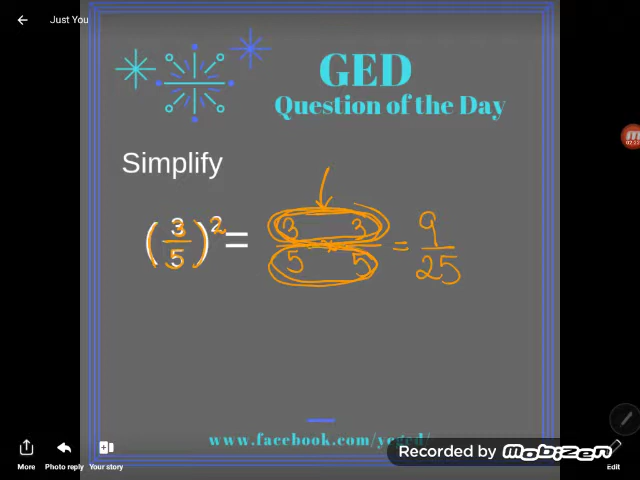 Just You
GED
Question of the Day
Simplify
(3/5)² = 3/5 × 3/5 = 9/25
www.facebook.com/ycged/
Recorded by MOBIZEN
More
Photo reply
Your story
Edit